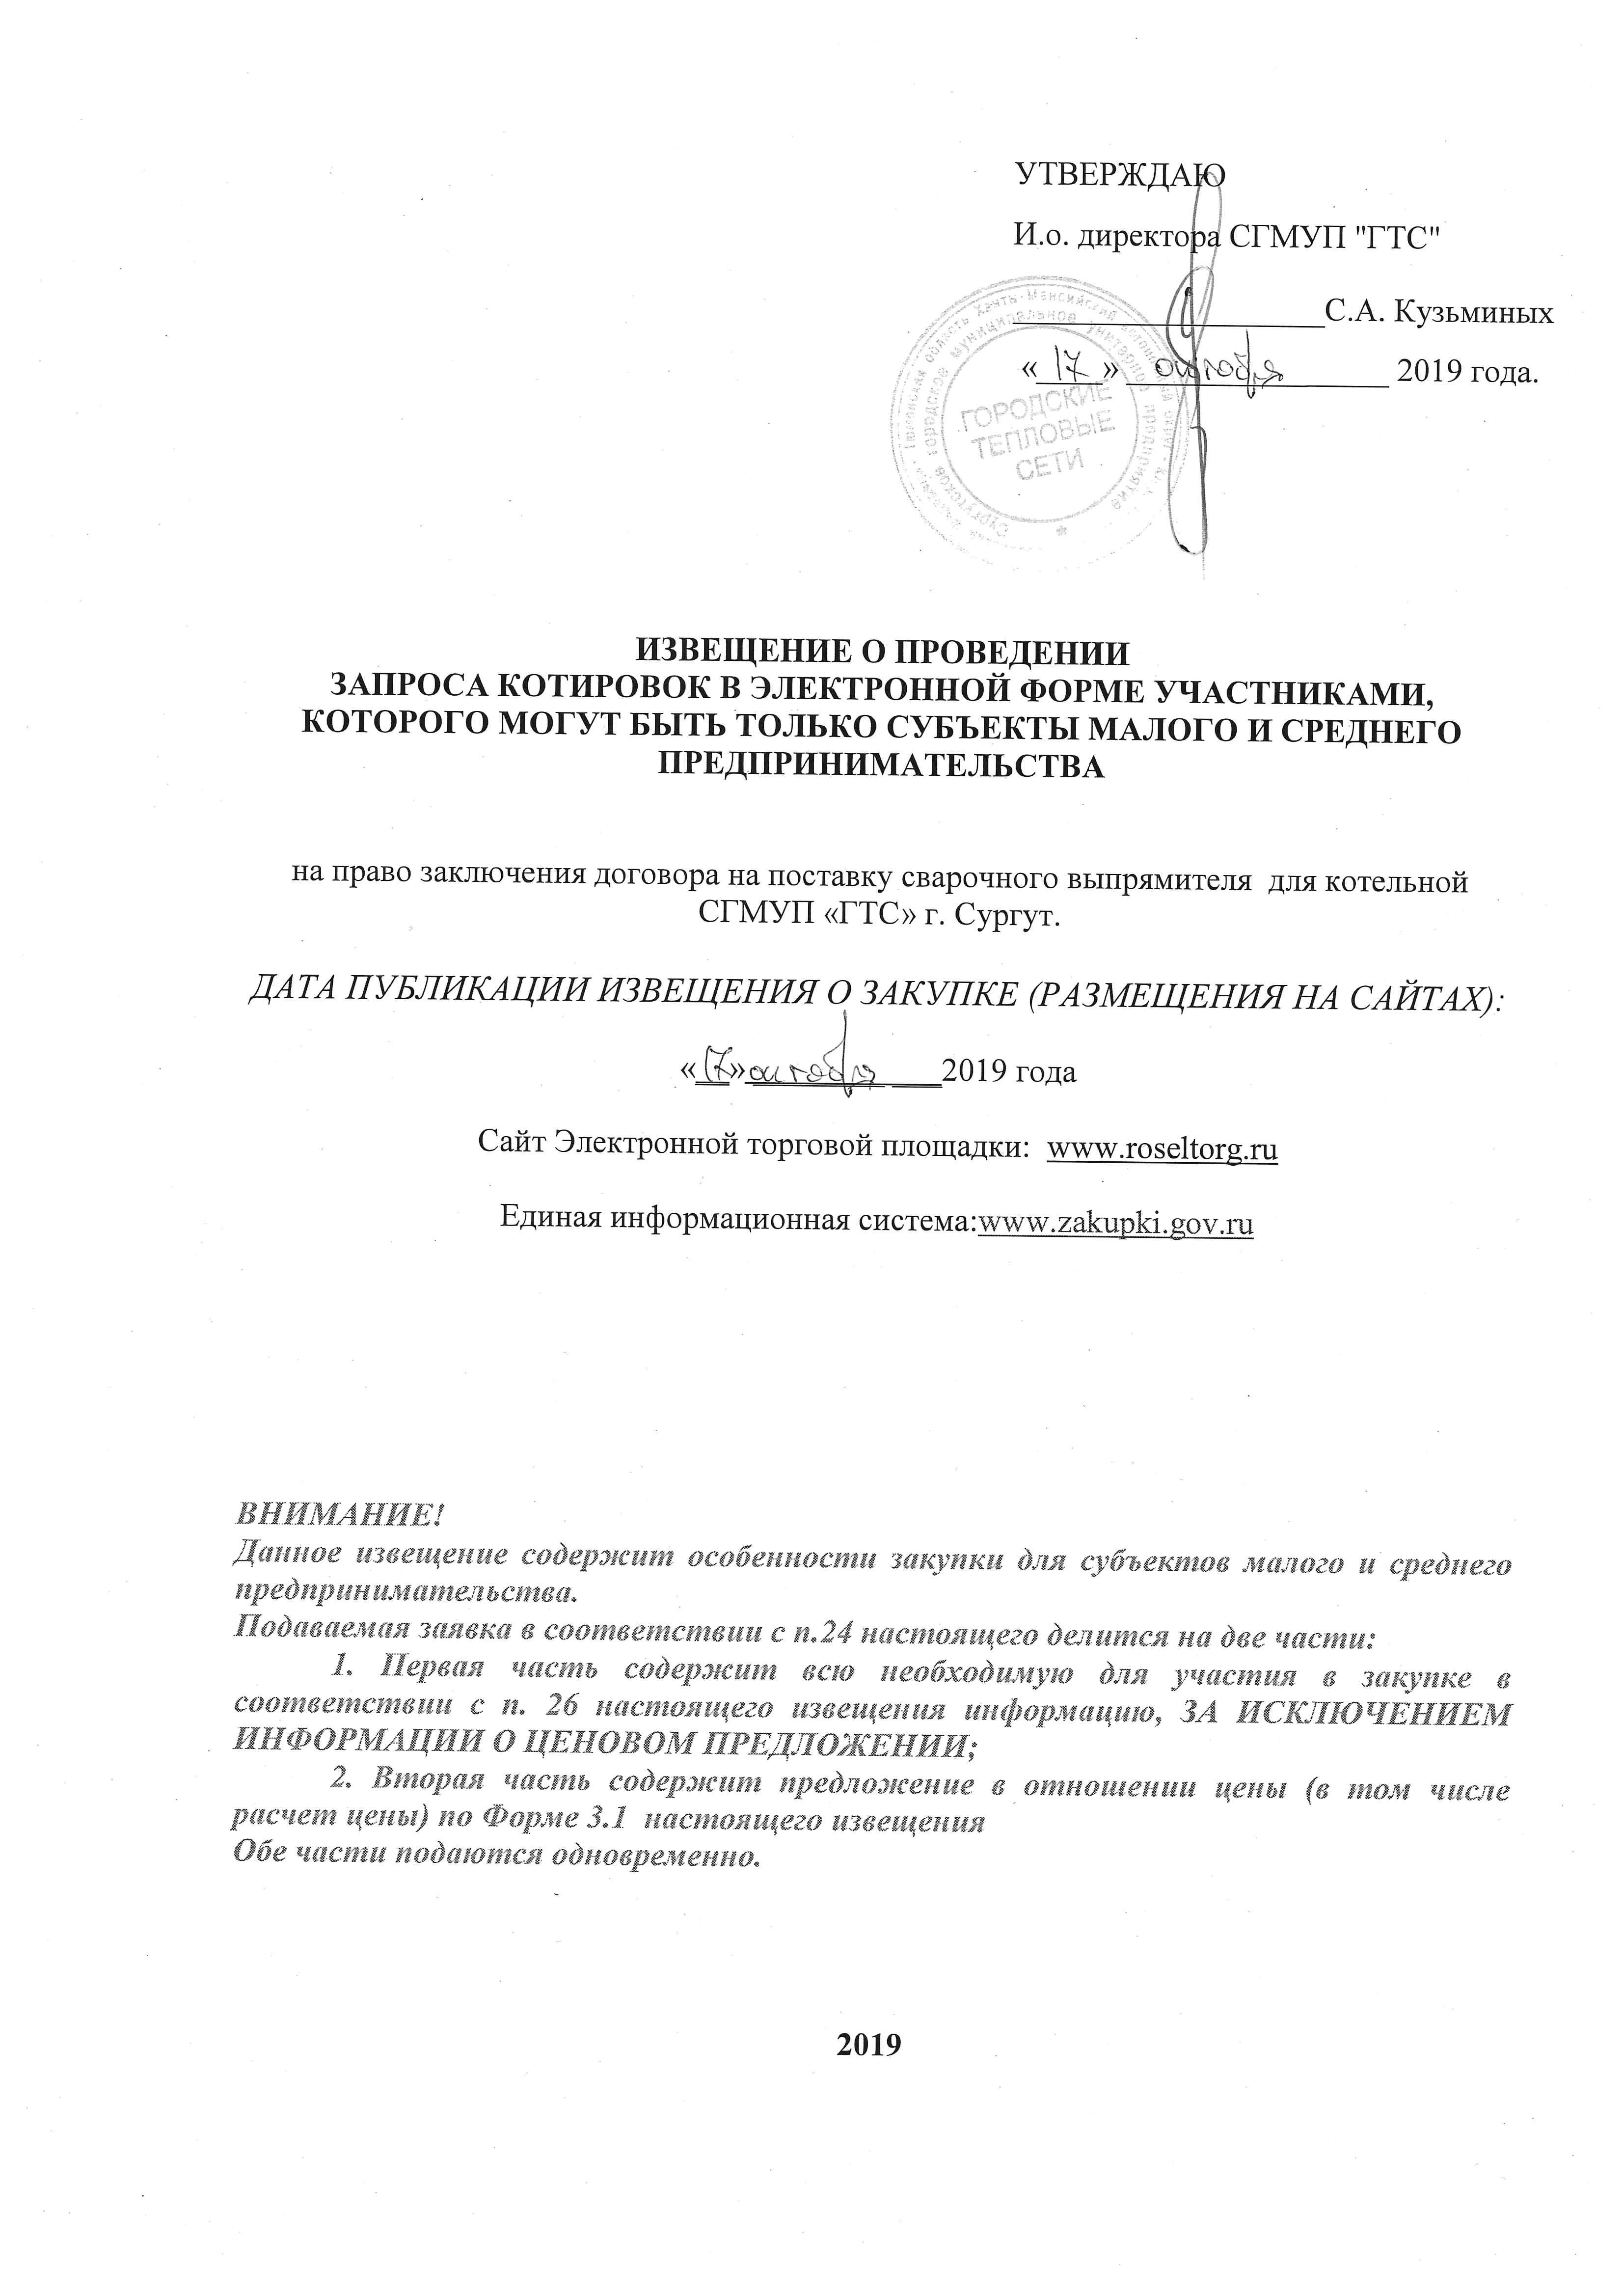 УТВЕРЖДАЮ
И.о. директора СГМУП "ГТС"
С.А. Кузьминых
« 17 » октября 2019 года.
ГОРОДСКИЕ
ТЕПЛОВЫЕ
СЕТИ
ИЗВЕЩЕНИЕ О ПРОВЕДЕНИИ
ЗАПРОСА КОТИРОВОК В ЭЛЕКТРОННОЙ ФОРМЕ УЧАСТНИКАМИ,
КОТОРОГО МОГУТ БЫТЬ ТОЛЬКО СУБЪЕКТЫ МАЛОГО И СРЕДНЕГО
ПРЕДПРИНИМАТЕЛЬСТВА
на право заключения договора на поставку сварочного выпрямителя для котельной
СГМУП «ГТС» г. Сургут.
ДАТА ПУБЛИКАЦИИ ИЗВЕЩЕНИЯ О ЗАКУПКЕ (РАЗМЕЩЕНИЯ НА САЙТАХ):
«17» октября 2019 года
Сайт Электронной торговой площадки: www.roseltorg.ru
Единая информационная система:www.zakupki.gov.ru
ВНИМАНИЕ!
Данное извещение содержит особенности закупки для субъектов малого и среднего
предпринимательства.
Подаваемая заявка в соответствии с п.24 настоящего делится на две части:
1. Первая часть содержит всю необходимую для участия в закупке в
соответствии с п. 26 настоящего извещения информацию, ЗА ИСКЛЮЧЕНИЕМ
ИНФОРМАЦИИ О ЦЕНОВОМ ПРЕДЛОЖЕНИИ;
2. Вторая часть содержит предложение в отношении цены (в том числе
расчет цены) по Форме 3.1 настоящего извещения
Обе части подаются одновременно.
2019